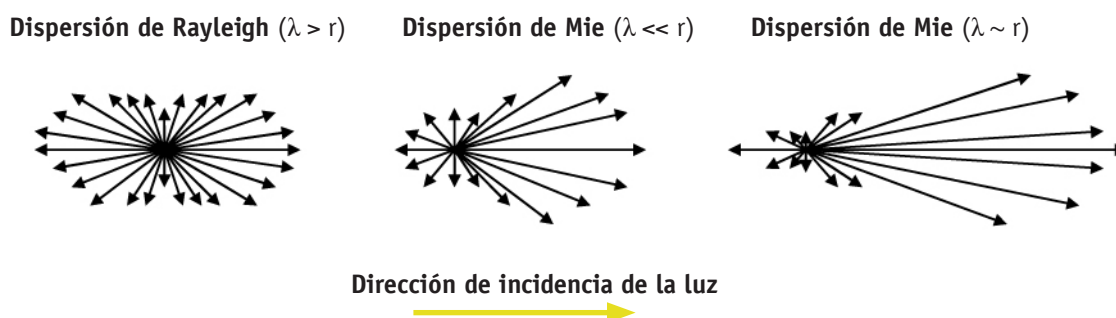 Dispersión de Rayleigh (λ > r)
Dispersión de Mie (λ << r)
Dispersión de Mie (λ ~ r)
Dirección de incidencia de la luz